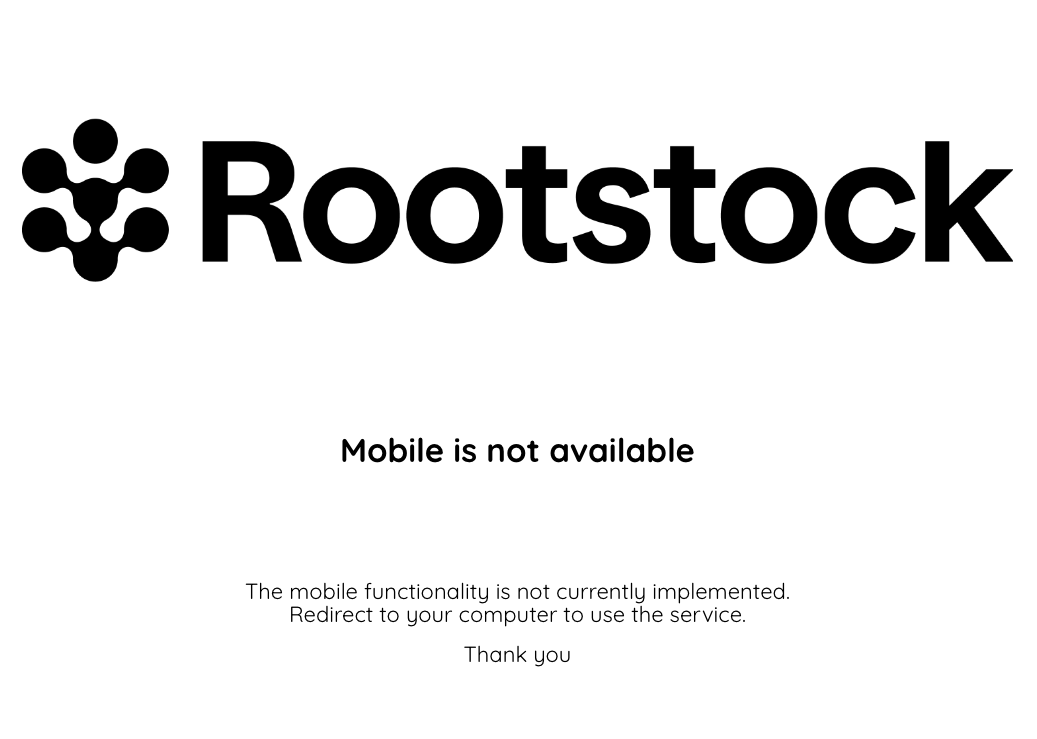 Rootstock
Mobile is not available
The mobile functionality is not currently implemented.
Redirect to your computer to use the service.
Thank you